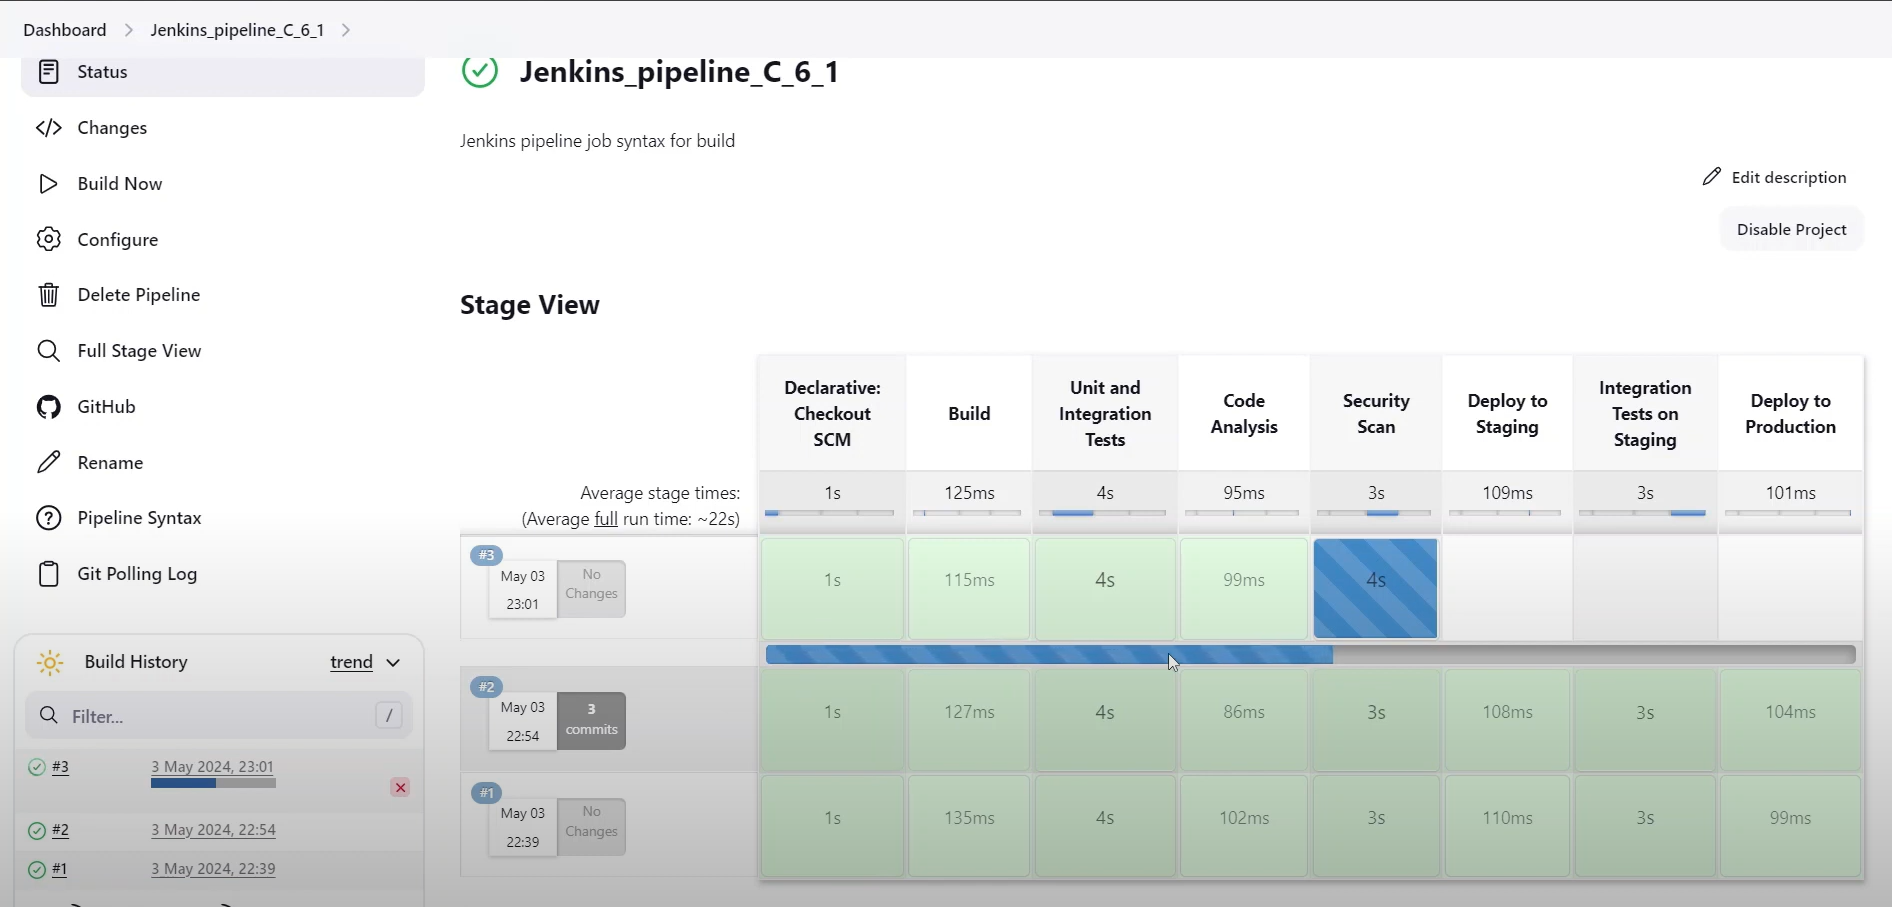 Dashboard
Jenkins_pipeline_C_6_1
Status
Changes
Build Now
Configure
Delete Pipeline
Full Stage View
GitHub
Rename
Pipeline Syntax
Git Polling Log
Build History
trend
Filter...
/
#3
3 May 2024, 23:01
#2
3 May 2024, 22:54
#1
3 May 2024, 22:39
Jenkins_pipeline_C_6_1
Jenkins pipeline job syntax for build
Edit description
Disable Project
Stage View
Declarative:
Checkout
SCM
Build
Unit and
Integration
Tests
Code
Analysis
Security
Scan
Deploy to
Staging
Integration
Tests on
Staging
Deploy to
Production
Average stage times:
(Average full run time: ~22s)
1s
125ms
4s
95ms
3s
109ms
3s
101ms
#3
May 03
23:01
No
Changes
1s
115ms
4s
99ms
4s
#2
May 03
22:54
3
commits
1s
127ms
4s
86ms
3s
108ms
3s
104ms
#1
May 03
22:39
No
Changes
1s
135ms
4s
102ms
3s
110ms
3s
99ms